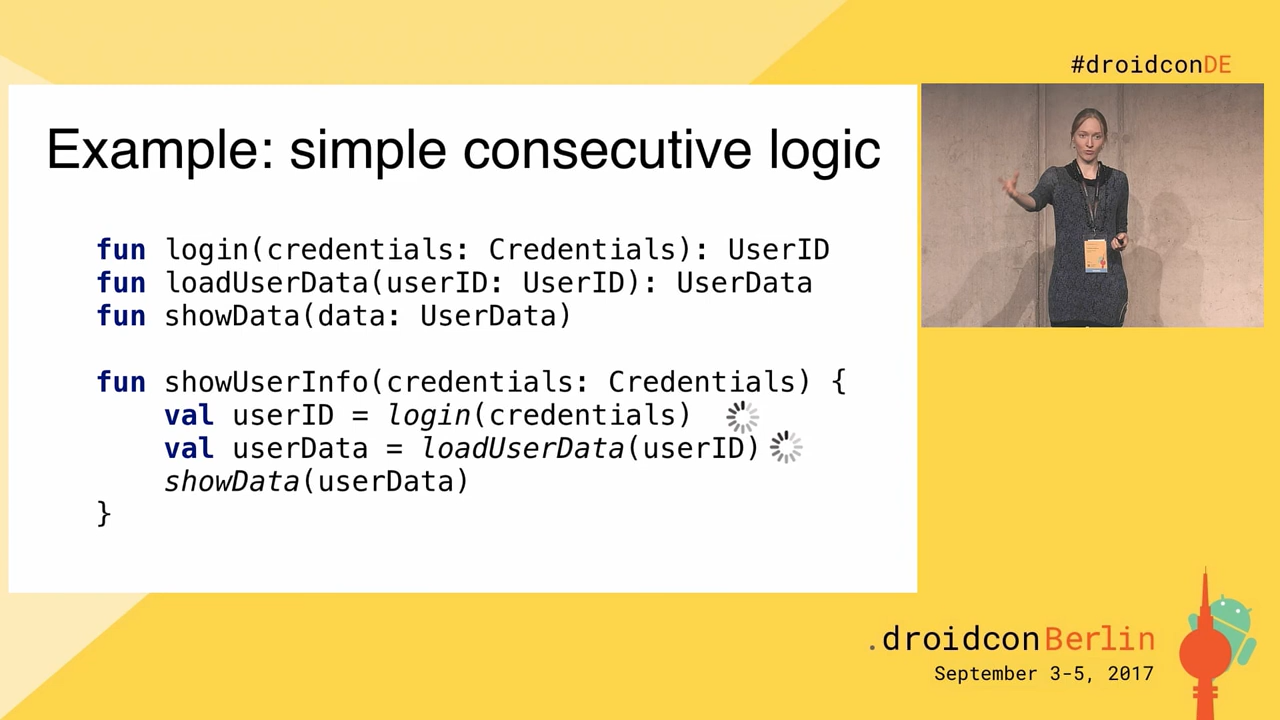 #droidconDE
Example: simple consecutive logic
fun login(credentials: Credentials): UserID
fun loadUserData(userID: UserID): UserData
fun showData(data: UserData)
fun showUserInfo(credentials: Credentials) {
val userID = login(credentials)
val userData = loadUserData(userID)
showData(userData)
}
.droidconBerlin
September 3-5, 2017